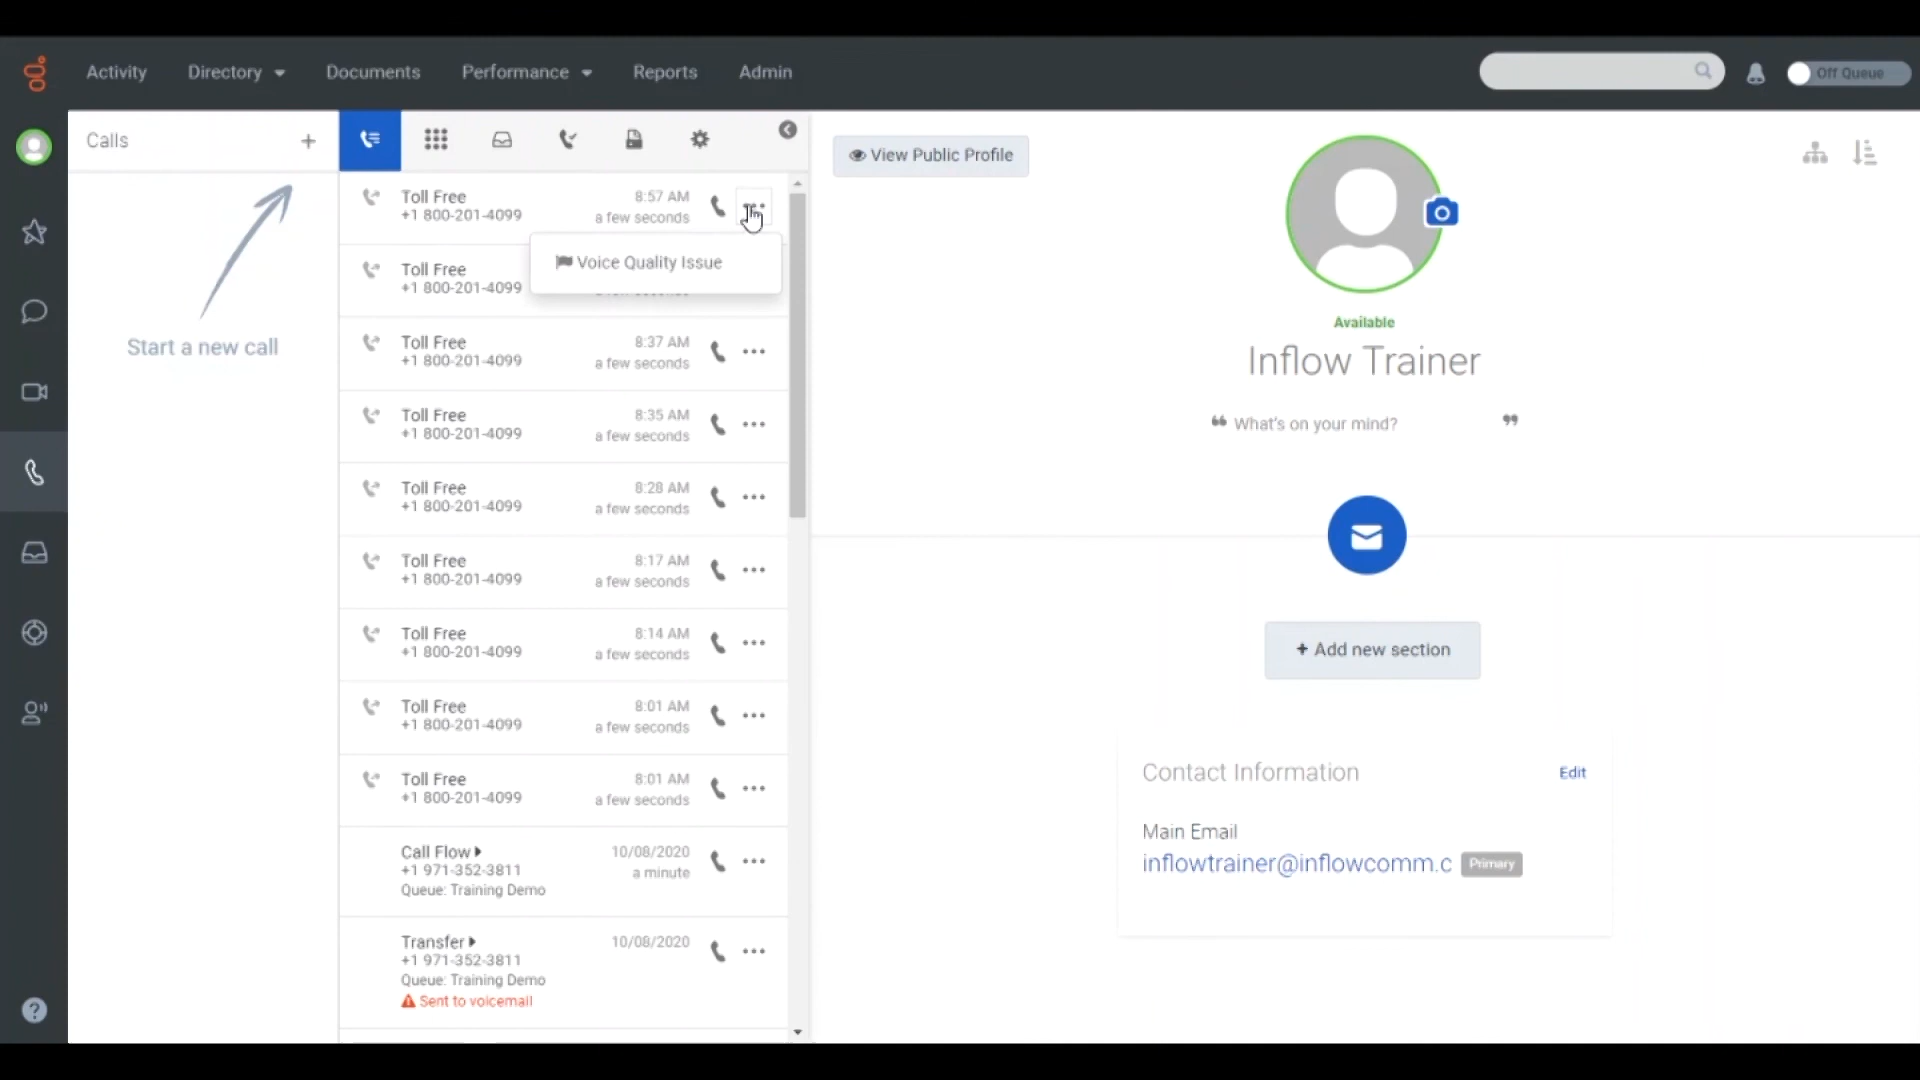 Activity
Directory
Documents
Performance
Reports
Admin
Off Queue
Calls
+
Start a new call
Toll Free
+1 800-201-4099
8:57 AM
a few seconds
Voice Quality Issue
Toll Free
+1 800-201-4099
Toll Free
+1 800-201-4099
8:37 AM
a few seconds
Toll Free
+1 800-201-4099
8:35 AM
a few seconds
Toll Free
+1 800-201-4099
8:28 AM
a few seconds
Toll Free
+1 800-201-4099
8:17 AM
a few seconds
Toll Free
+1 800-201-4099
8:14 AM
a few seconds
Toll Free
+1 800-201-4099
8:01 AM
a few seconds
Toll Free
+1 800-201-4099
8:01 AM
a few seconds
Call Flow
+1 971-352-3811
Queue: Training Demo
10/08/2020
a minute
Transfer
+1 971-352-3811
Queue: Training Demo
Sent to voicemail
10/08/2020
View Public Profile
Available
Inflow Trainer
“ What's on your mind? ”
+ Add new section
Contact Information
Edit
Main Email
inflowtrainer@inflowcomm.c Primary